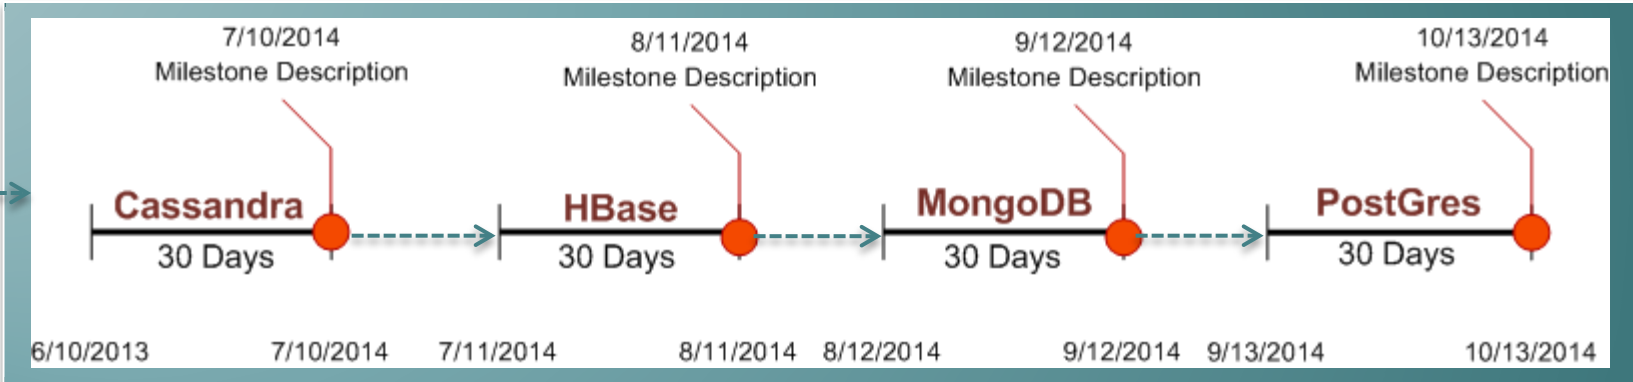 7/10/2014
Milestone Description
8/11/2014
Milestone Description
9/12/2014
Milestone Description
10/13/2014
Milestone Description
Cassandra
30 Days
HBase
30 Days
MongoDB
30 Days
PostGres
30 Days
6/10/2013
7/10/2014
7/11/2014
8/11/2014
8/12/2014
9/12/2014
9/13/2014
10/13/2014